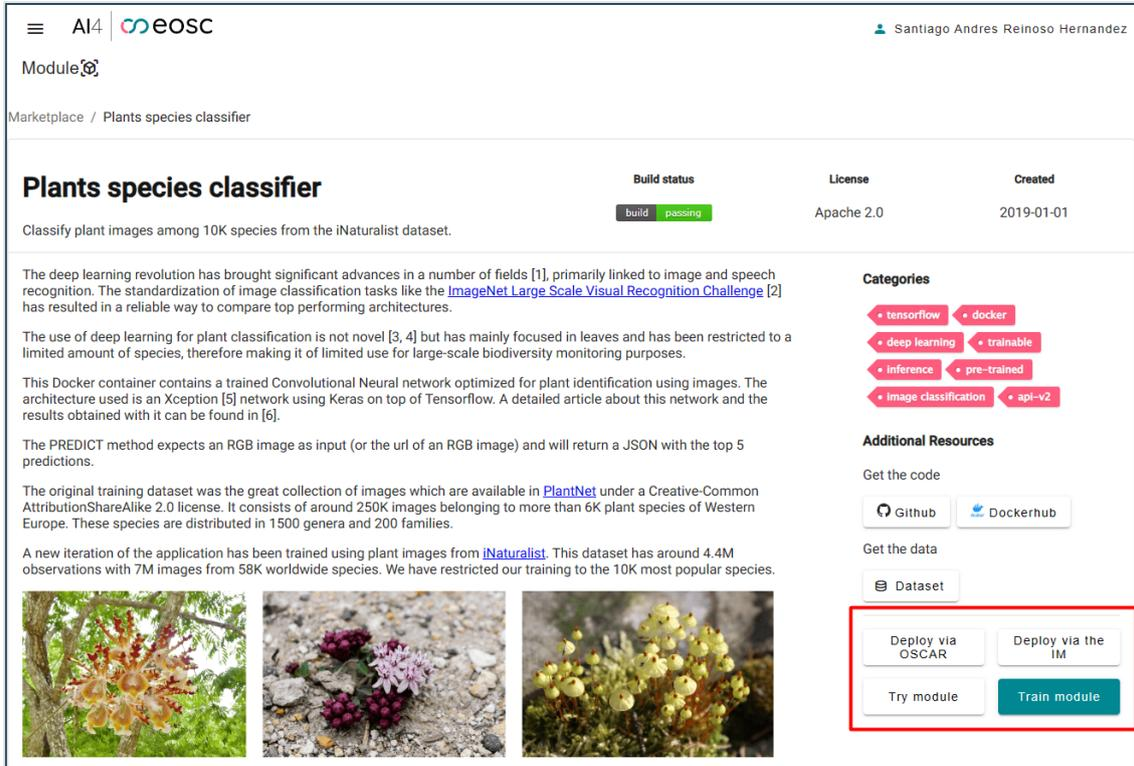 AI4 eosc
Santiago Andres Reinoso Hernandez
Module
Marketplace / Plants species classifier
Plants species classifier
Classify plant images among 10K species from the iNaturalist dataset.
Build status
build passing
License
Apache 2.0
Created
2019-01-01
The deep learning revolution has brought significant advances in a number of fields [1], primarily linked to image and speech
recognition. The standardization of image classification tasks like the ImageNet Large Scale Visual Recognition Challenge [2]
has resulted in a reliable way to compare top performing architectures.
The use of deep learning for plant classification is not novel [3, 4] but has mainly focused in leaves and has been restricted to a
limited amount of species, therefore making it of limited use for large-scale biodiversity monitoring purposes.
This Docker container contains a trained Convolutional Neural network optimized for plant identification using images. The
architecture used is an Xception [5] network using Keras on top of Tensorflow. A detailed article about this network and the
results obtained with it can be found in [6].
The PREDICT method expects an RGB image as input (or the url of an RGB image) and will return a JSON with the top 5
predictions.
The original training dataset was the great collection of images which are available in PlantNet under a Creative-Common
AttributionShareAlike 2.0 license. It consists of around 250K images belonging to more than 6K plant species of Western
Europe. These species are distributed in 1500 genera and 200 families.
A new iteration of the application has been trained using plant images from iNaturalist. This dataset has around 4.4M
observations with 7M images from 58K worldwide species. We have restricted our training to the 10K most popular species.
Categories
tensorflow docker
deep learning trainable
inference pre-trained
image classification api-v2
Additional Resources
Get the code
Github Dockerhub
Get the data
Dataset
Deploy via
OSCAR
Deploy via the
IM
Try module
Train module